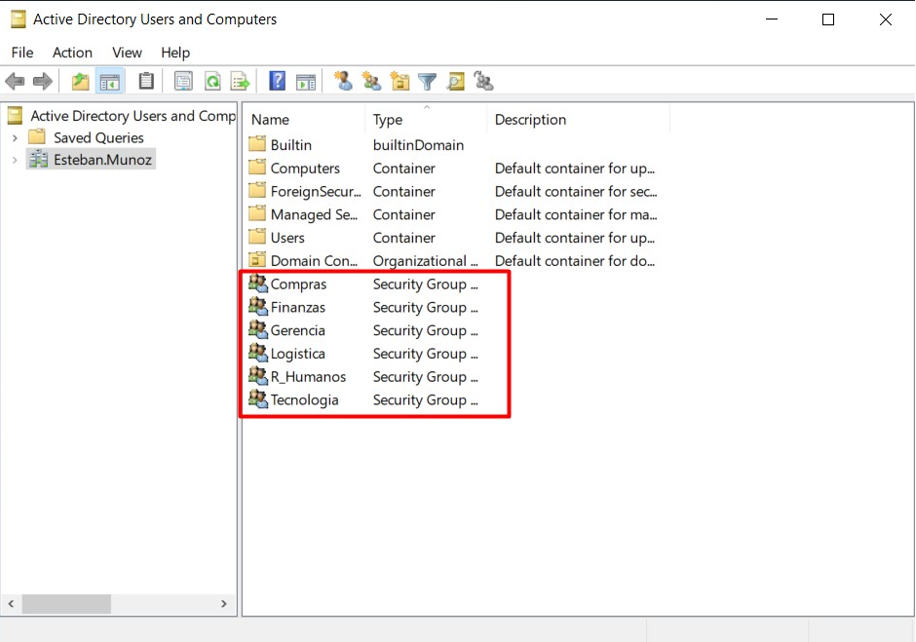 Active Directory Users and Computers
File Action View Help
Active Directory Users and Comp
Saved Queries
Esteban.Munoz
Name Type Description
Builtin builtinDomain
Computers Container Default container for up...
ForeignSecur... Container Default container for sec...
Managed Se... Container Default container for ma...
Users Container Default container for up...
Domain Con... Organizational ... Default container for do...
Compras Security Group ...
Finanzas Security Group ...
Gerencia Security Group ...
Logistica Security Group ...
R_Humanos Security Group ...
Tecnologia Security Group ...